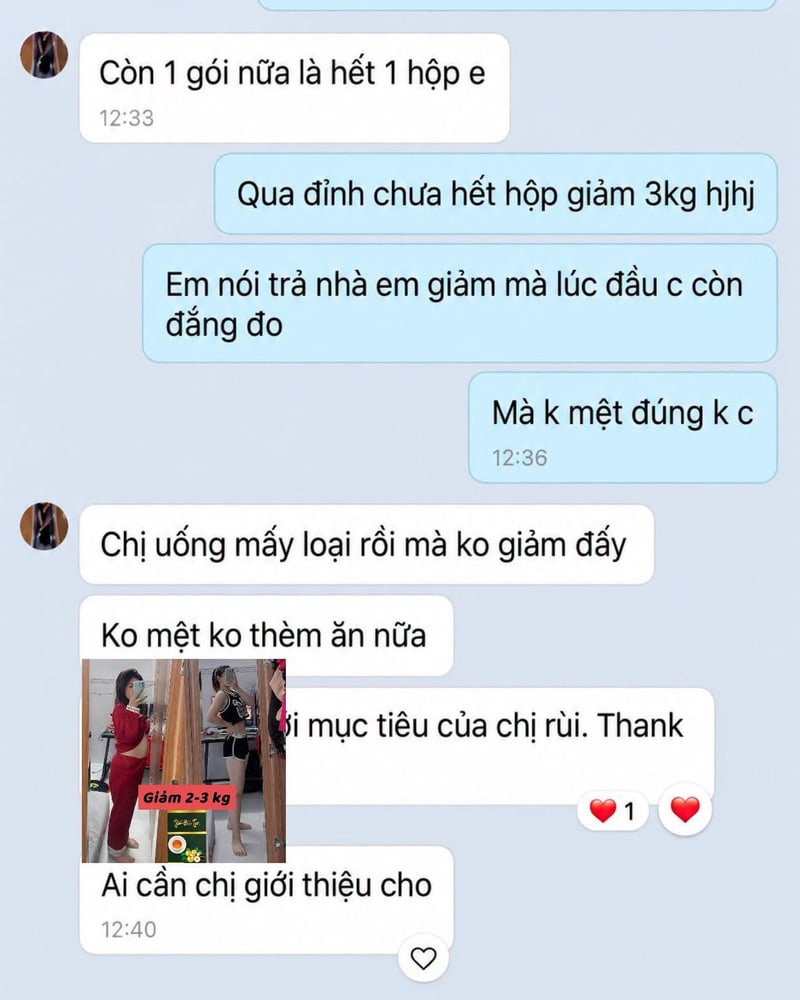 Còn 1 gói nữa là hết 1 hộp e
12:33
Qua đỉnh chưa hết hộp giảm 3kg hjhj
Em nói trả nhà em giảm mà lúc đầu c còn
đắng đo
Mà k mệt đúng k c
12:36
Chị uống mấy loại rồi mà ko giảm đấy
Ko mệt ko thèm ăn nữa
mục tiêu của chị rùi. Thank
Giảm 2-3 kg
1
Ai cần chị giới thiệu cho
12:40